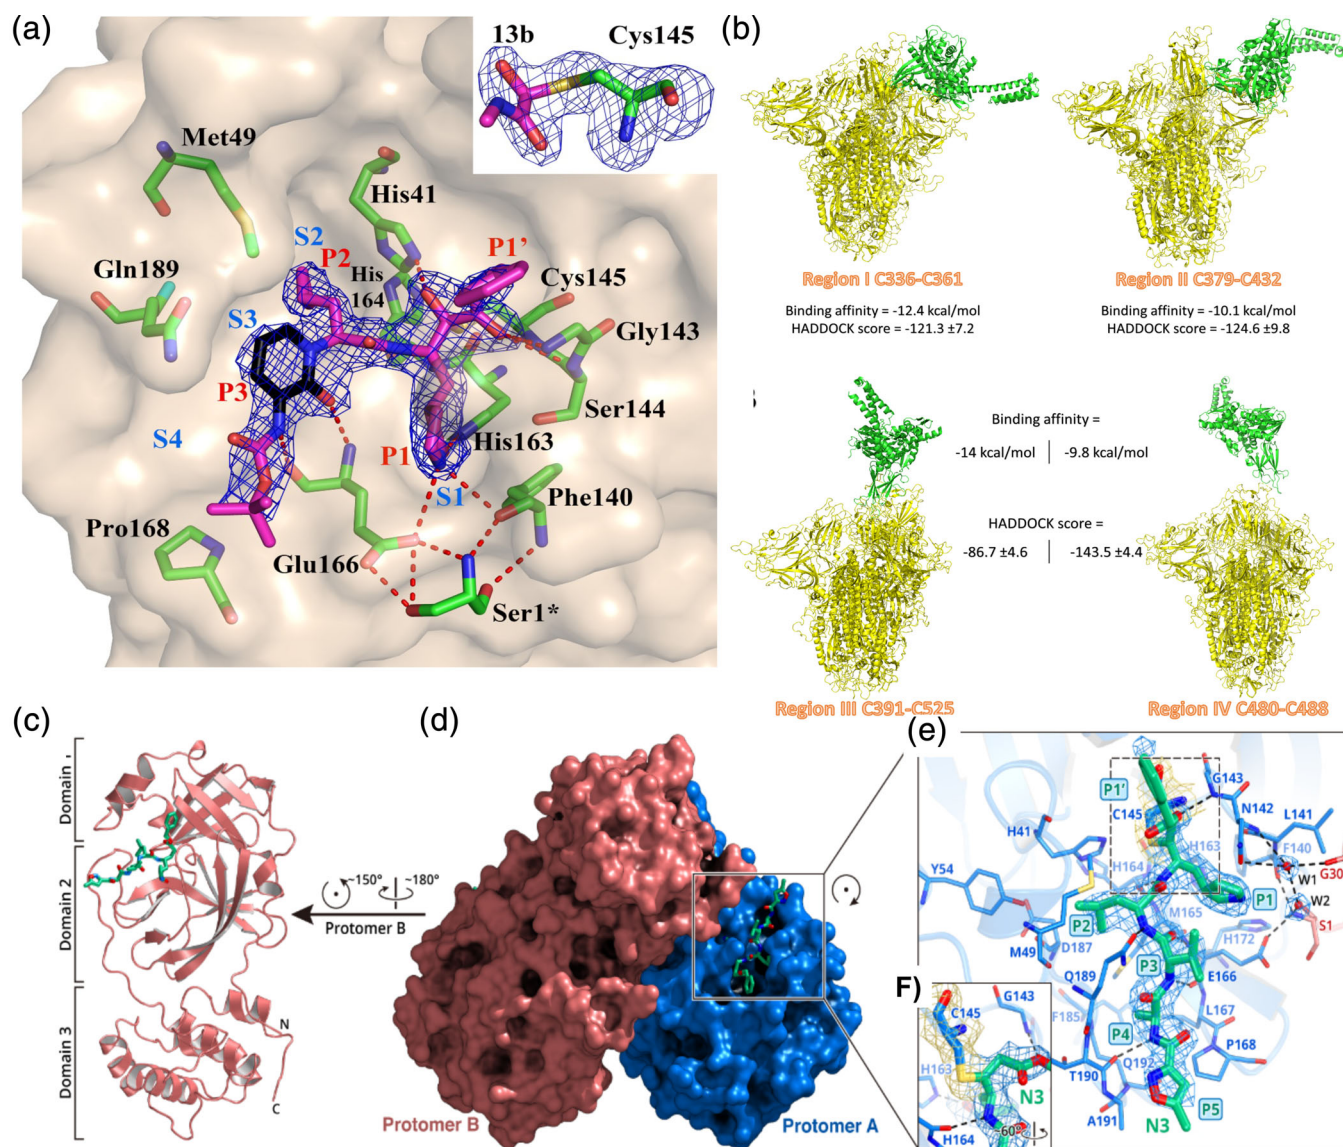 (a)
13b
Cys145
Met49
His41
S2
P2
P1'
Gln189
His
164
Cys145
S3
Gly143
P3
Ser144
S4
P1
His163
S1
Phe140
Pro168
Glu166
Ser1*
(b)
Region I C336-C361
Binding affinity = -12.4 kcal/mol
HADDOCK score = -121.3 ±7.2
Region II C379-C432
Binding affinity = -10.1 kcal/mol
HADDOCK score = -124.6 ±9.8
Binding affinity =
-14 kcal/mol
-9.8 kcal/mol
HADDOCK score =
-86.7 ±4.6
-143.5 ±4.4
Region III C391-C525
Region IV C480-C488
(c)
Domain
Domain 2
Domain 3
N
C
~150° ~180°
Protomer B
(d)
Protomer B
Protomer A
(e)
P1'
G143
C145
N142
L141
H41
H163
F140
H164
G30
Y54
W1
P1
W2
P2
M165
S1
M49
D187
H172
Q189
P3
E166
L167
F185
P4
P168
Q192
T190
A191
N3
P5
F)
G143
C145
H163
N3
H164
~60°